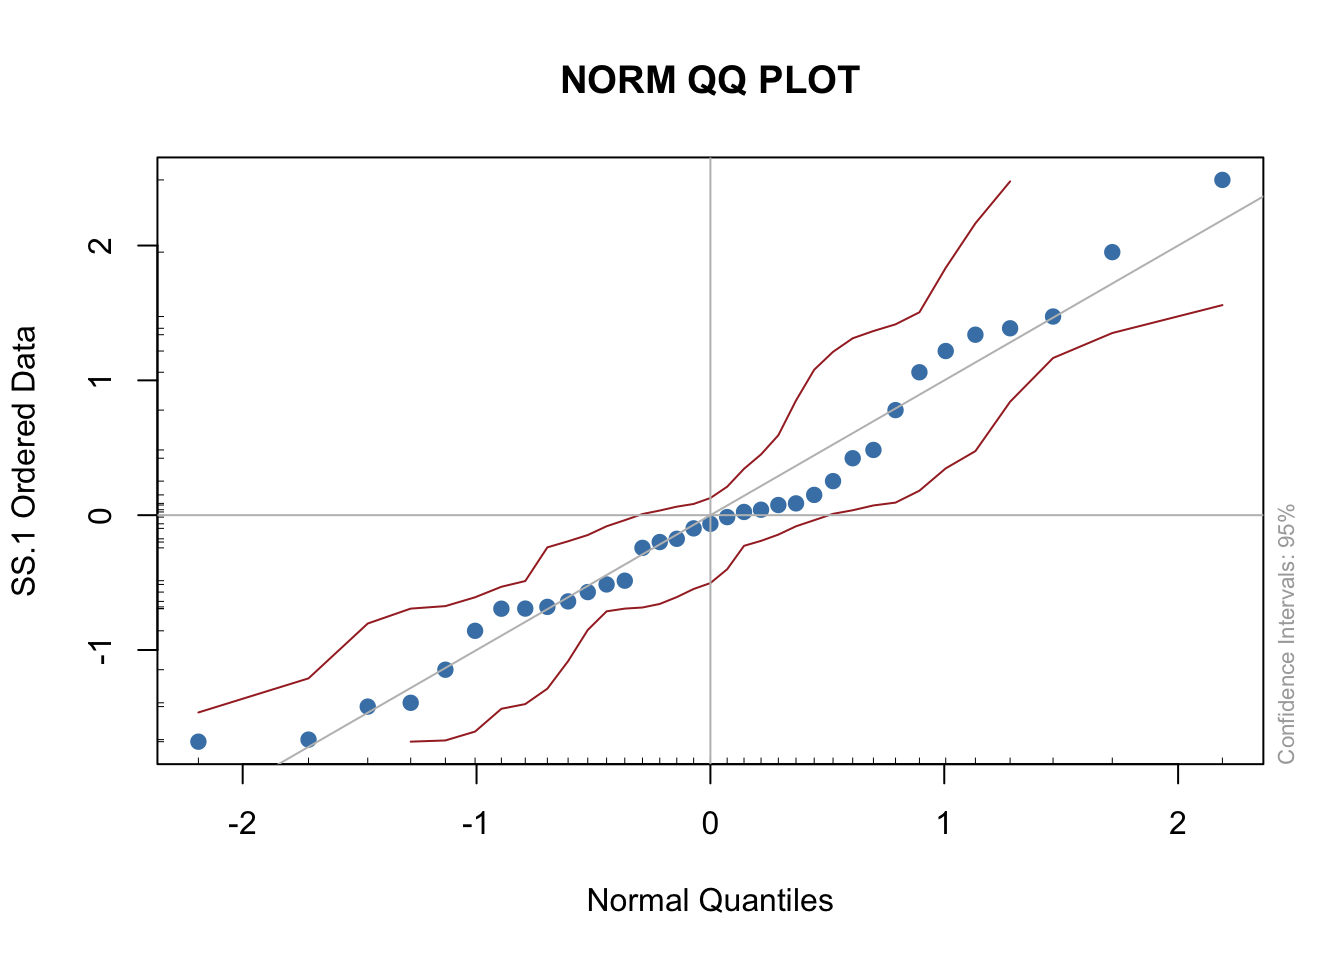 NORM QQ PLOT
SS.1 Ordered Data
2
1
0
-1
-2
-1
0
1
2
Normal Quantiles
Confidence Intervals: 95%